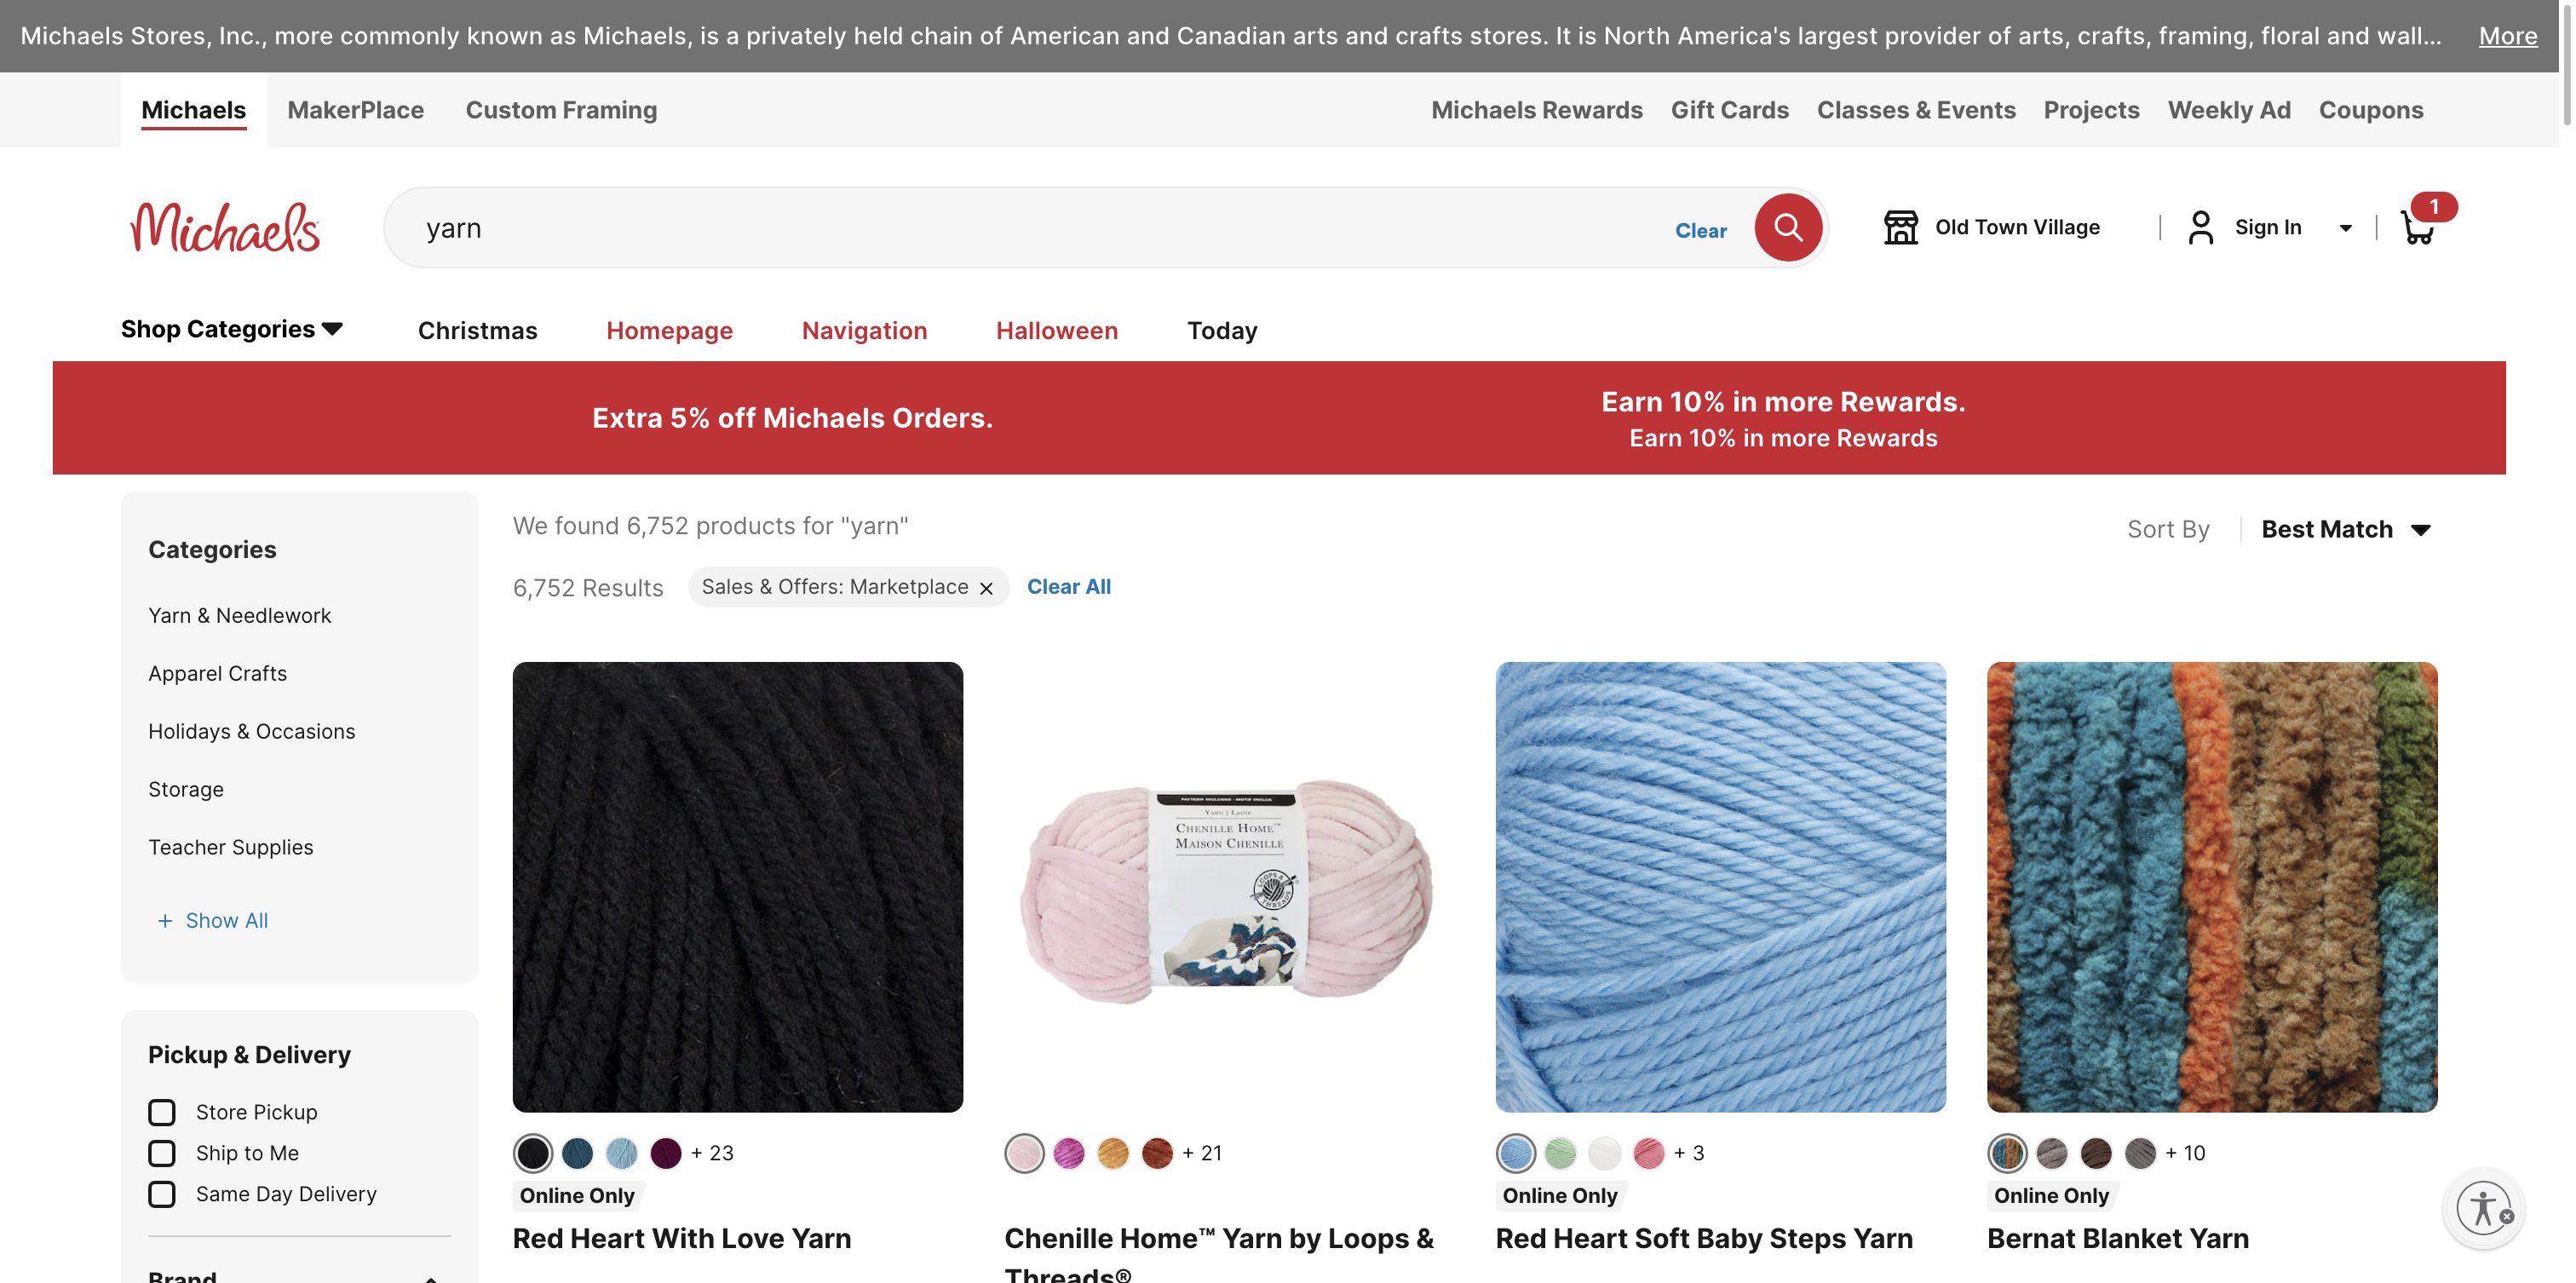 Michaels Stores, Inc., more commonly known as Michaels, is a privately held chain of American and Canadian arts and crafts stores. It is North America's largest provider of arts, crafts, framing, floral and wall... More
Michaels MakerPlace Custom Framing Michaels Rewards Gift Cards Classes & Events Projects Weekly Ad Coupons
Michaels yarn Clear Old Town Village Sign In 1
Shop Categories Christmas Homepage Navigation Halloween Today
Extra 5% off Michaels Orders.
Earn 10% in more Rewards.
Earn 10% in more Rewards
Categories
Yarn & Needlework
Apparel Crafts
Holidays & Occasions
Storage
Teacher Supplies
+ Show All
Pickup & Delivery
Store Pickup
Ship to Me
Same Day Delivery
Brand
We found 6,752 products for "yarn"
Sort By Best Match
6,752 Results Sales & Offers: Marketplace Clear All
+ 23
Online Only
Red Heart With Love Yarn
PATTERN INCLUDED • MOTIF INCLUS
YARN | LAINE
CHENILLE HOME™
MAISON CHENILLE
LOOPS & THREADS
+ 21
Chenille Home™ Yarn by Loops &
Threads®
+ 3
Online Only
Red Heart Soft Baby Steps Yarn
+ 10
Online Only
Bernat Blanket Yarn